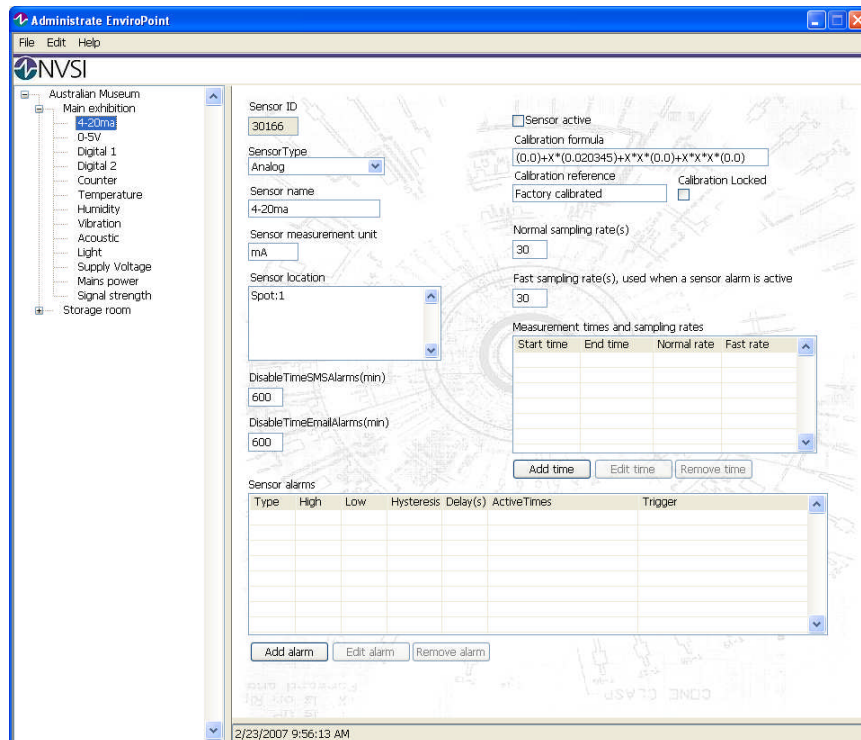 Administrate EnviroPoint
File Edit Help
NVSI
Australian Museum
Main exhibition
4-20ma
0-5V
Digital 1
Digital 2
Counter
Temperature
Humidity
Vibration
Acoustic
Light
Supply Voltage
Mains power
Signal strength
Storage room
Sensor ID
30166
SensorType
Analog
Sensor name
4-20ma
Sensor measurement unit
mA
Sensor location
Spot:1
DisableTimeSMSAlarms(min)
600
DisableTimeEmailAlarms(min)
600
Sensor active
Calibration formula
(0.0)+X*(0.020345)+X*X*(0.0)+X*X*X*(0.0)
Calibration reference
Factory calibrated
Calibration Locked
Normal sampling rate(s)
30
Fast sampling rate(s), used when a sensor alarm is active
30
Measurement times and sampling rates
Start time End time Normal rate Fast rate
Add time Edit time Remove time
Sensor alarms
Type High Low Hysteresis Delay(s) ActiveTimes Trigger
Add alarm Edit alarm Remove alarm
2/23/2007 9:56:13 AM